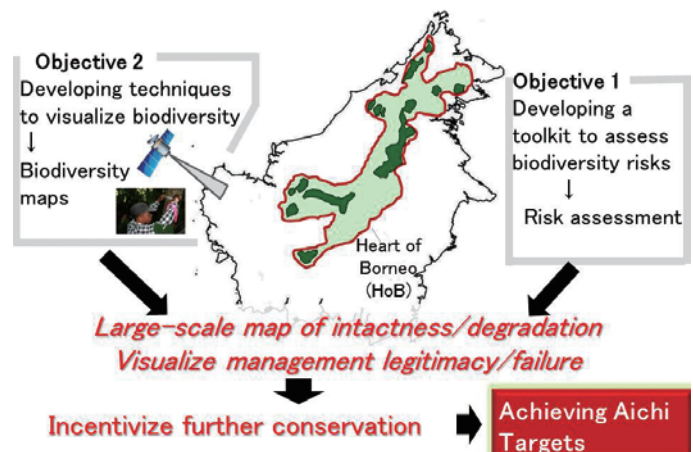 Objective 2
Developing techniques
to visualize biodiversity
↓
Biodiversity
maps
Objective 1
Developing a
toolkit to assess
biodiversity risks
↓
Risk assessment
Heart of
Borneo
(HoB)
Large-scale map of intactness/degradation
Visualize management legitimacy/failure
Incentivize further conservation
Achieving Aichi
Targets